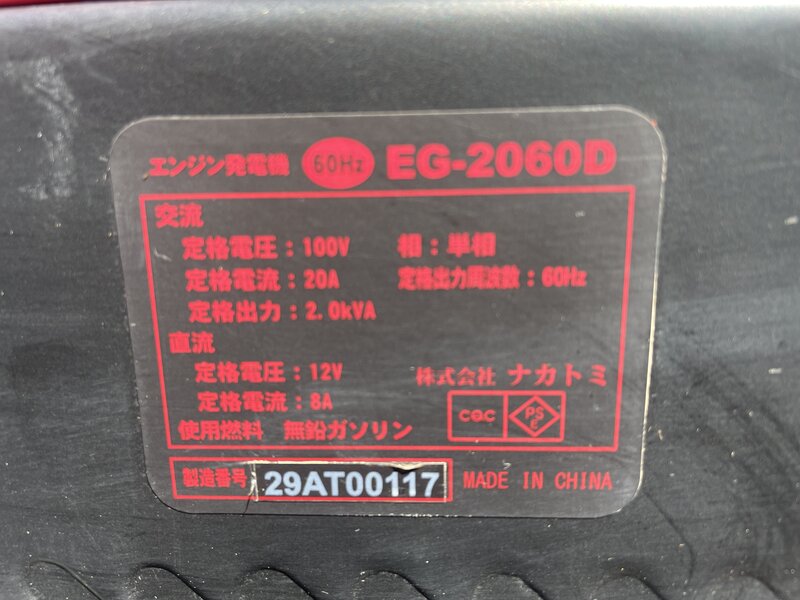 エンジン発電機 60Hz EG-2060D
交流
定格電圧：100V 相：単相
定格電流：20A 定格出力周波数：60Hz
定格出力：2.0kVA
直流
定格電圧：12V
定格電流：8A
株式会社 ナカトミ
CQC PSE
使用燃料 無鉛ガソリン
製造番号 29AT00117 MADE IN CHINA